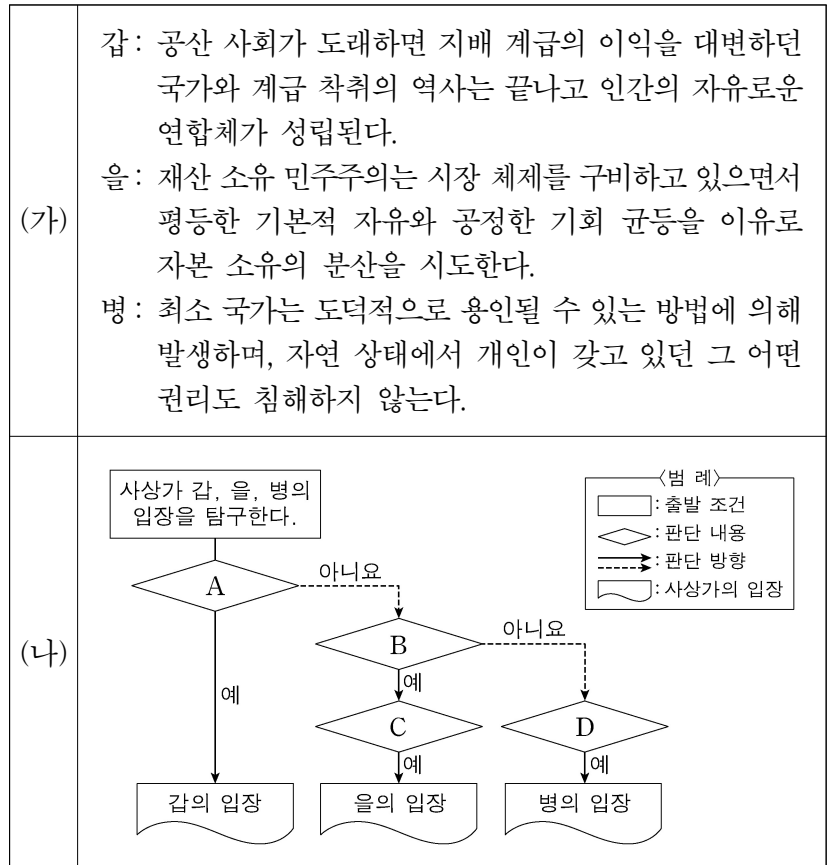 (가)
갑: 공산 사회가 도래하면 지배 계급의 이익을 대변하던
국가와 계급 착취의 역사는 끝나고 인간의 자유로운
연합체가 성립된다.
을: 재산 소유 민주주의는 시장 체제를 구비하고 있으면서
평등한 기본적 자유와 공정한 기회 균등을 이유로
자본 소유의 분산을 시도한다.
병: 최소 국가는 도덕적으로 용인될 수 있는 방법에 의해
발생하며, 자연 상태에서 개인이 갖고 있던 그 어떤
권리도 침해하지 않는다.
(나)
사상가 갑, 을, 병의
입장을 탐구한다.
〈범 례〉
: 출발 조건
: 판단 내용
: 판단 방향
: 사상가의 입장
A
아니요
B
아니요
예
예
C
D
예
예
갑의 입장
을의 입장
병의 입장